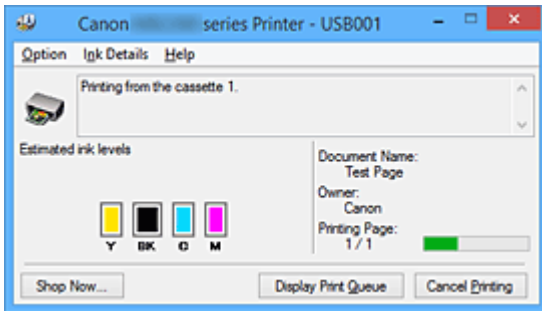 Canon series Printer - USB001
Option Ink Details Help
Printing from the cassette 1.
Estimated ink levels
Document Name:
Test Page
Owner:
Canon
Printing Page:
1 / 1
Y BK C M
Shop Now... Display Print Queue Cancel Printing